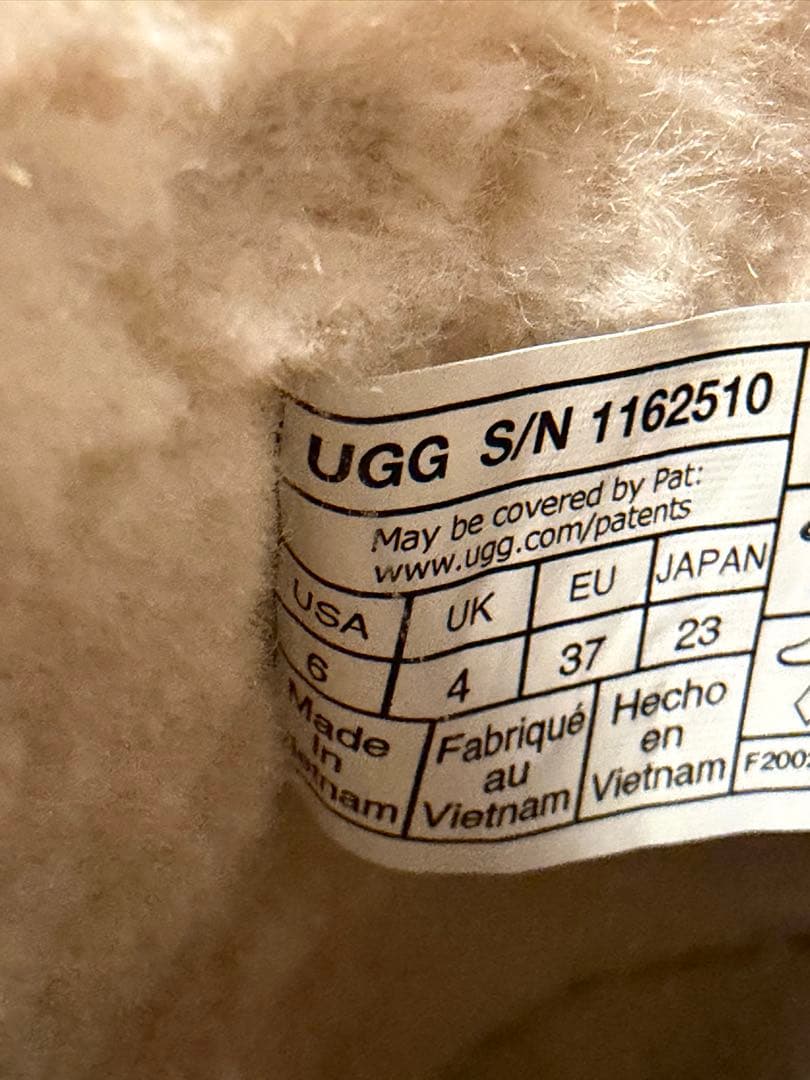 UGG S/N 1162510
May be covered by Pat:
www.ugg.com/patents
USA UK EU JAPAN
6 4 37 23
Made in
Fabriqué au Vietnam
Hecho en Vietnam